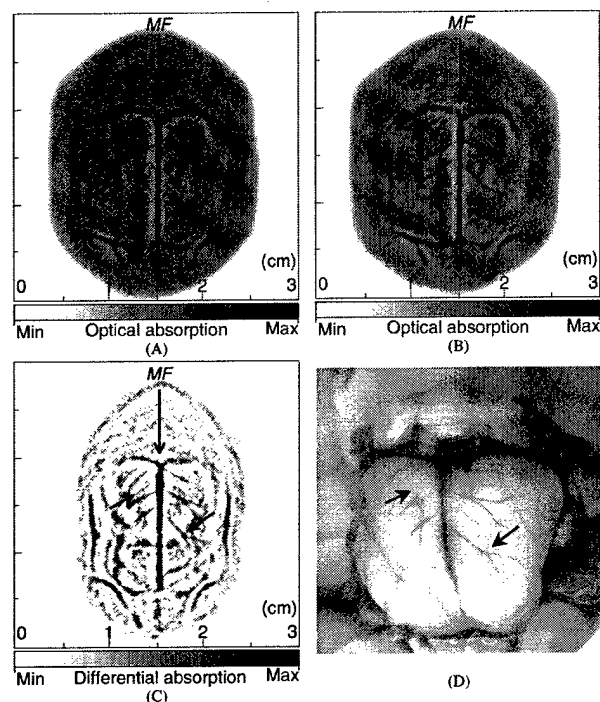 MF
(cm)
0 1 2 3
Min Optical absorption Max
(A)
MF
(cm)
0 1 2 3
Min Optical absorption Max
(B)
MF
(cm)
1 2 3
Min Differential absorption Max
(C)
(D)